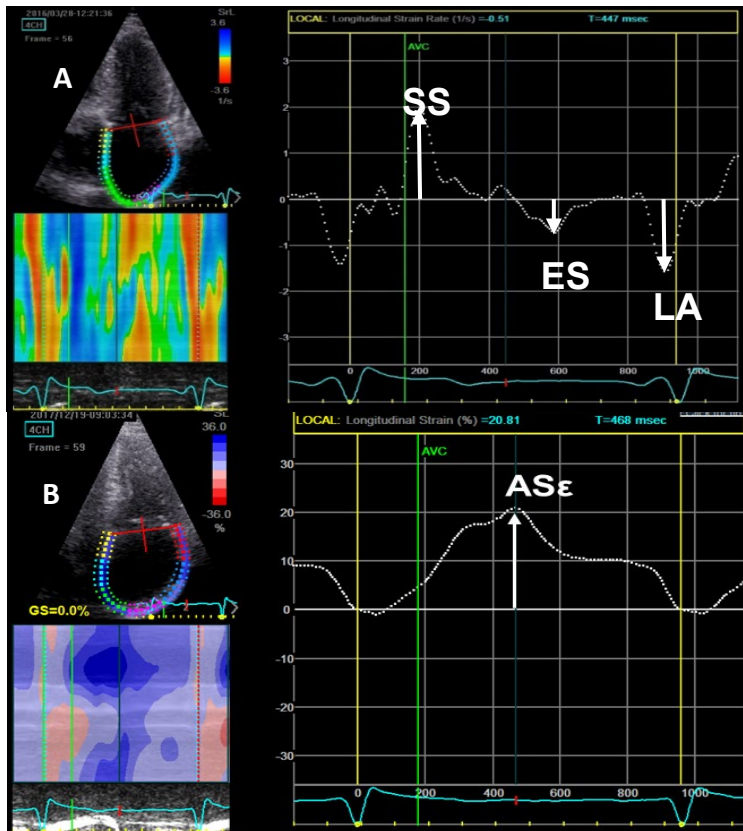 2016/03/28-12:21:36
4CH
Frame = 56
A
SrL
3.6
-3.6
1/s
LOCAL: Longitudinal Strain Rate (1/s) =-0.51 T=447 msec
AVC
SS
ES
LA
3
2
1
0
-1
-2
-3
0 200 400 600 800 1000
2017/12/19-09:03:34
4CH
Frame = 59
B
SL
36.0
-36.0
%
GS=0.0%
LOCAL: Longitudinal Strain (%) =20.81 T=468 msec
AVC
ASε
30
20
10
0
-10
-20
-30
0 200 400 600 800 1000